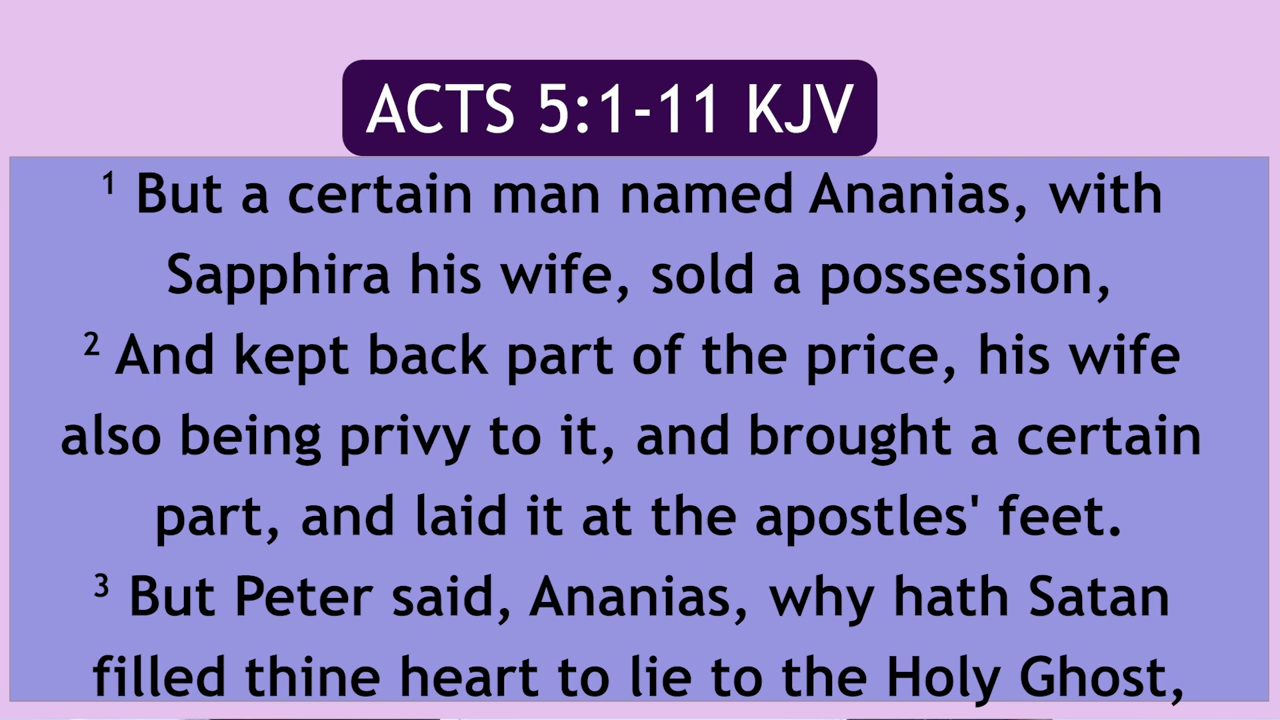 ACTS 5:1-11 KJV
1 But a certain man named Ananias, with
Sapphira his wife, sold a possession,
2 And kept back part of the price, his wife
also being privy to it, and brought a certain
part, and laid it at the apostles' feet.
3 But Peter said, Ananias, why hath Satan
filled thine heart to lie to the Holy Ghost,